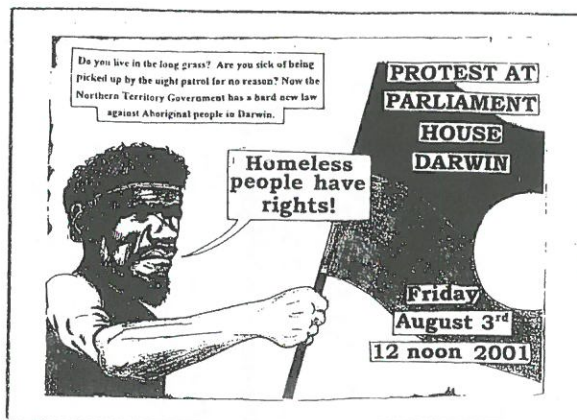 Do you live in the long grass? Are you sick of being
picked up by the night patrol for no reason? Now the
Northern Territory Government has a hard new law
against Aboriginal people in Darwin.
Homeless
people have
rights!
PROTEST AT
PARLIAMENT
HOUSE
DARWIN
Friday
August 3rd
12 noon 2001